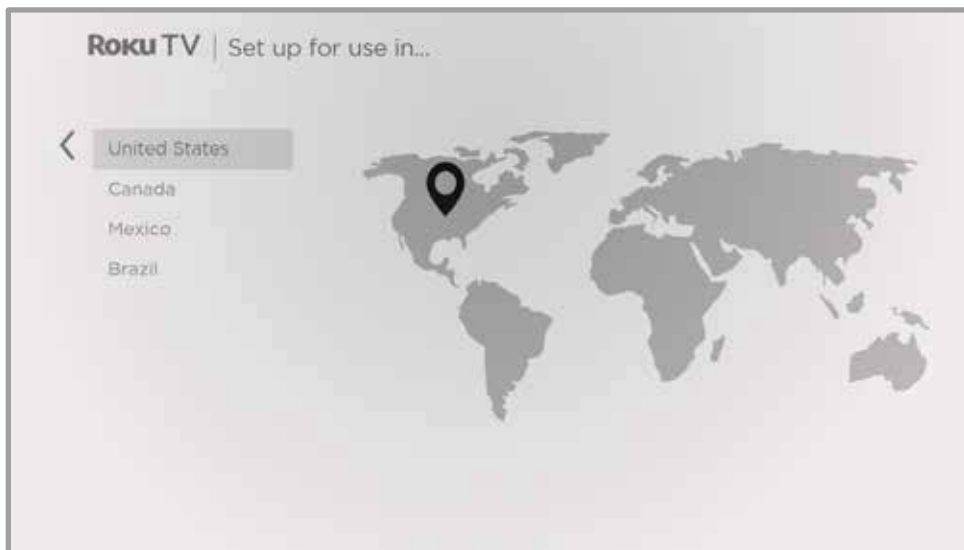 Roku TV | Set up for use in...
United States
Canada
Mexico
Brazil